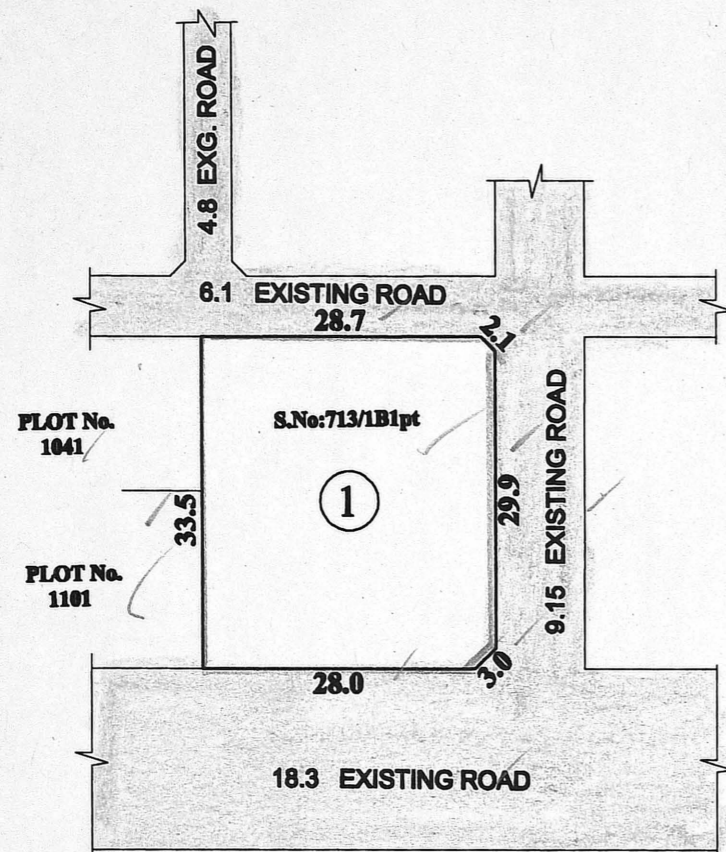 4.8 EXG. ROAD
6.1 EXISTING ROAD
28.7
2.1
S.No:713/1B1pt
PLOT No.
1041
1
33.5
29.9
9.15 EXISTING ROAD
PLOT No.
1101
28.0
3.0
18.3 EXISTING ROAD